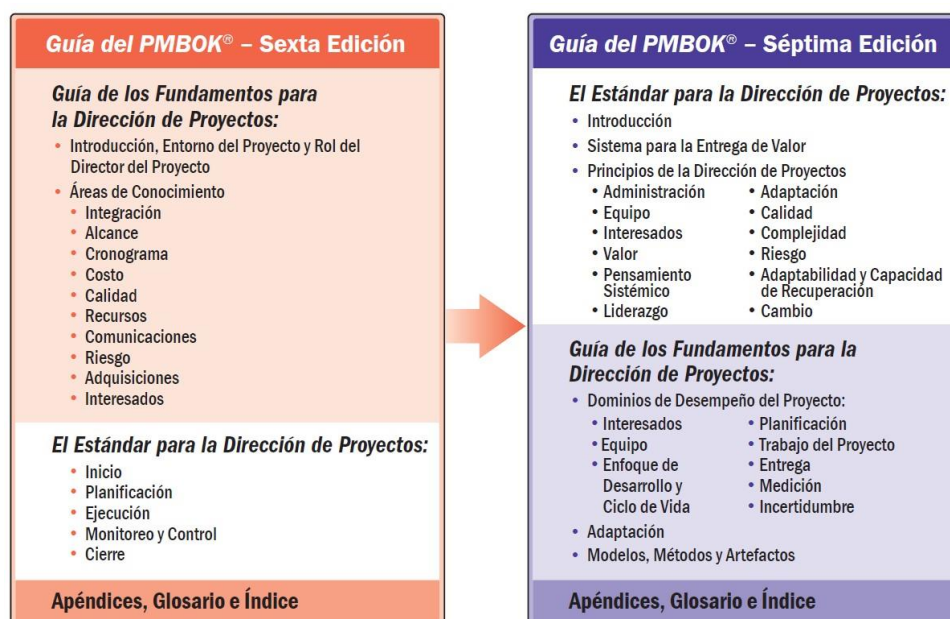 Guía del PMBOK® – Sexta Edición
Guía de los Fundamentos para
la Dirección de Proyectos:
• Introducción, Entorno del Proyecto y Rol del
Director del Proyecto
• Áreas de Conocimiento
• Integración
• Alcance
• Cronograma
• Costo
• Calidad
• Recursos
• Comunicaciones
• Riesgo
• Adquisiciones
• Interesados
El Estándar para la Dirección de Proyectos:
• Inicio
• Planificación
• Ejecución
• Monitoreo y Control
• Cierre
Apéndices, Glosario e Índice
Guía del PMBOK® – Séptima Edición
El Estándar para la Dirección de Proyectos:
• Introducción
• Sistema para la Entrega de Valor
• Principios de la Dirección de Proyectos
• Administración
• Equipo
• Interesados
• Valor
• Pensamiento
Sistémico
• Liderazgo
• Adaptación
• Calidad
• Complejidad
• Riesgo
• Adaptabilidad y Capacidad
de Recuperación
• Cambio
Guía de los Fundamentos para la
Dirección de Proyectos:
• Dominios de Desempeño del Proyecto:
• Interesados
• Equipo
• Enfoque de
Desarrollo y
Ciclo de Vida
• Planificación
• Trabajo del Proyecto
• Entrega
• Medición
• Incertidumbre
• Adaptación
• Modelos, Métodos y Artefactos
Apéndices, Glosario e Índice